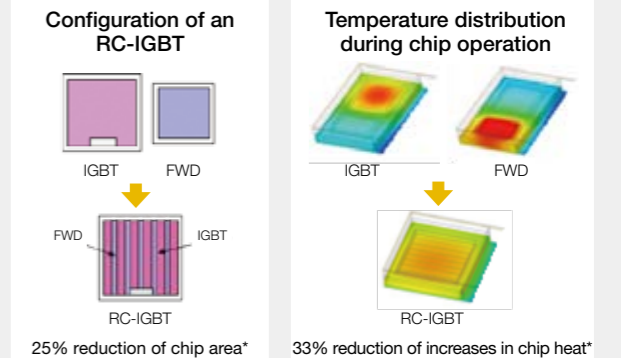 Configuration of an
RC-IGBT
IGBT
FWD
FWD
IGBT
RC-IGBT
25% reduction of chip area*
Temperature distribution
during chip operation
IGBT
FWD
RC-IGBT
33% reduction of increases in chip heat*